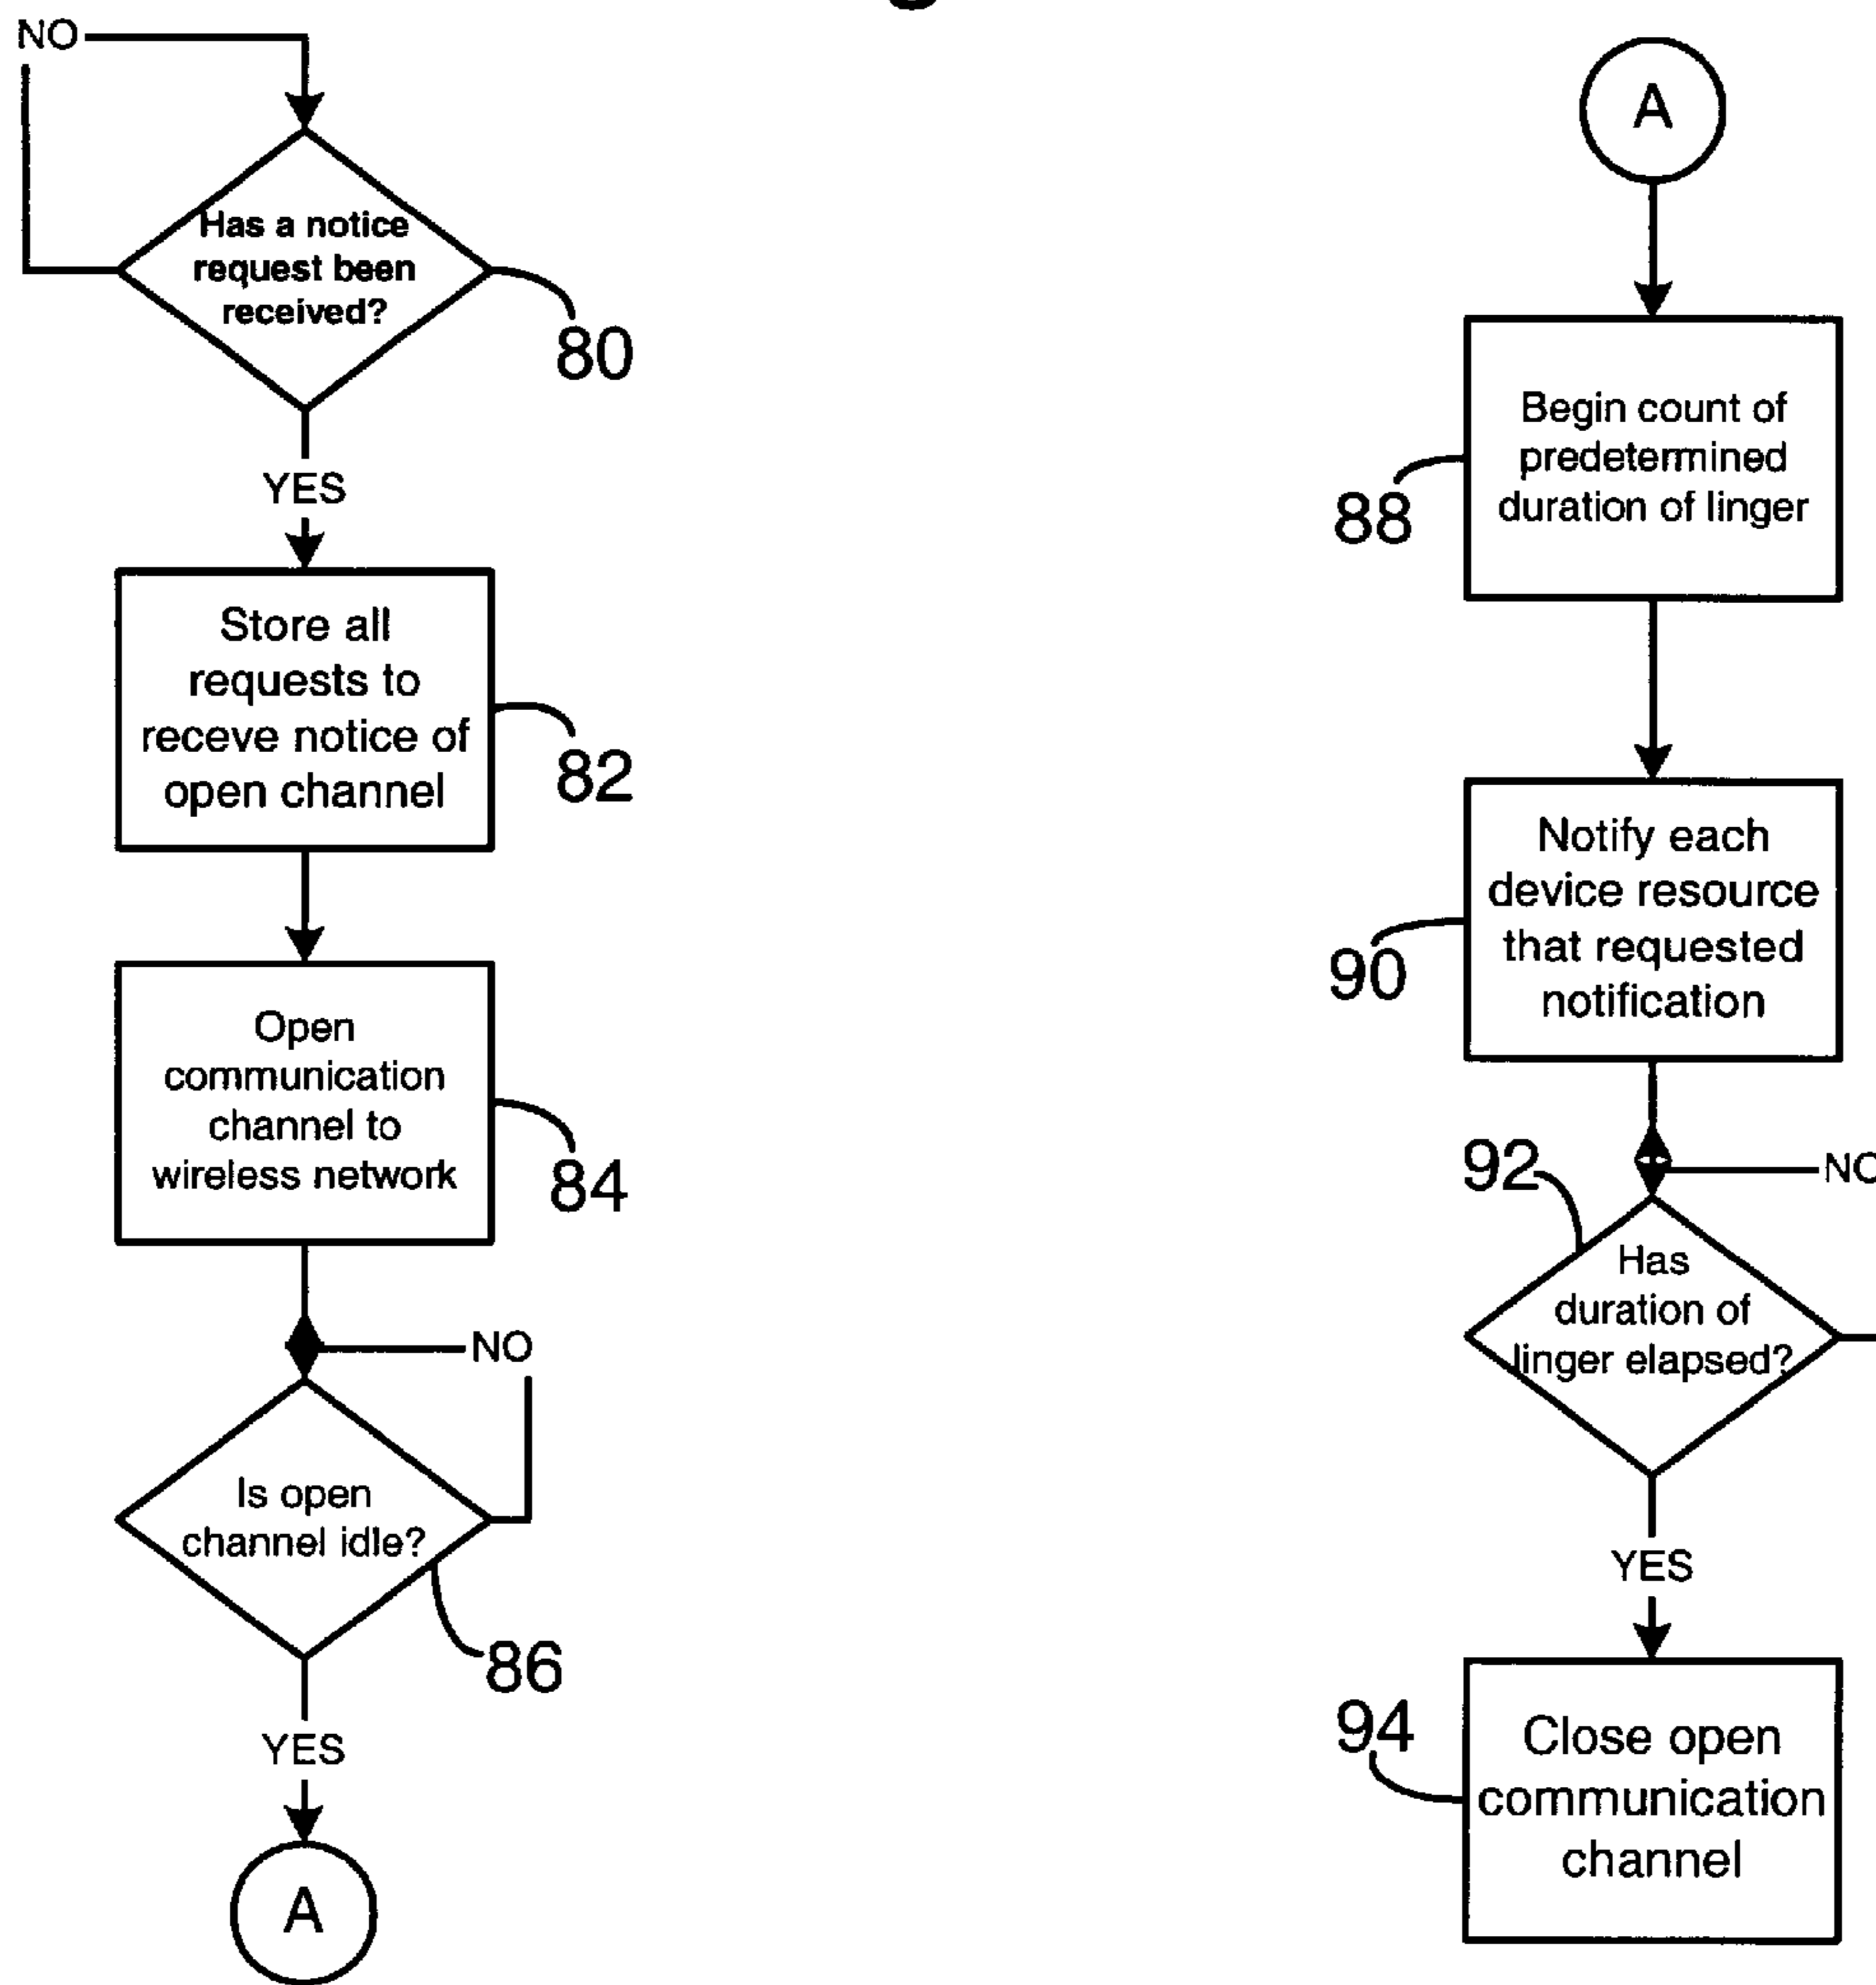 NO
Has a notice
request been
received?
80
YES
Store all
requests to
receve notice of
open channel
82
Open
communication
channel to
wireless network
84
NO
Is open
channel idle?
86
YES
A
A
Begin count of
predetermined
duration of linger
88
Notify each
device resource
that requested
notification
90
92
NO
Has
duration of
linger elapsed?
YES
94
Close open
communication
channel